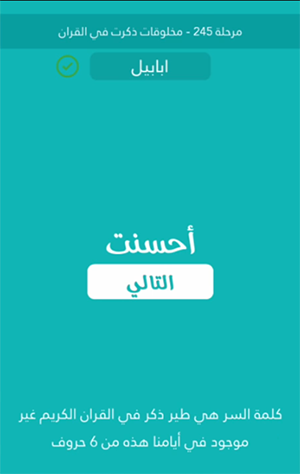 مرحلة 245 - مخلوقات ذكرت في القران
ابابيل
أحسنت
التالي
كلمة السر هي طير ذكر في القران الكريم غير
موجود في أيامنا هذه من 6 حروف